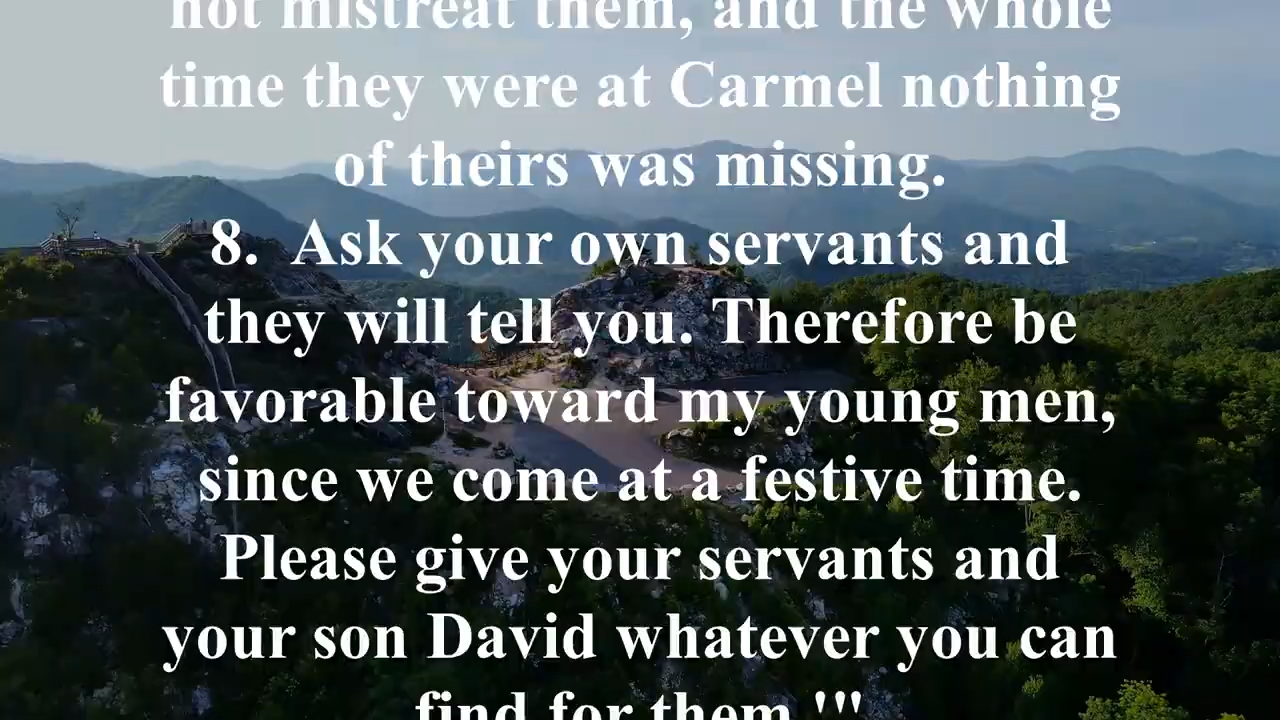 not mistreat them, and the whole
time they were at Carmel nothing
of theirs was missing.
8. Ask your own servants and
they will tell you. Therefore be
favorable toward my young men,
since we come at a festive time.
Please give your servants and
your son David whatever you can
find for them.'"